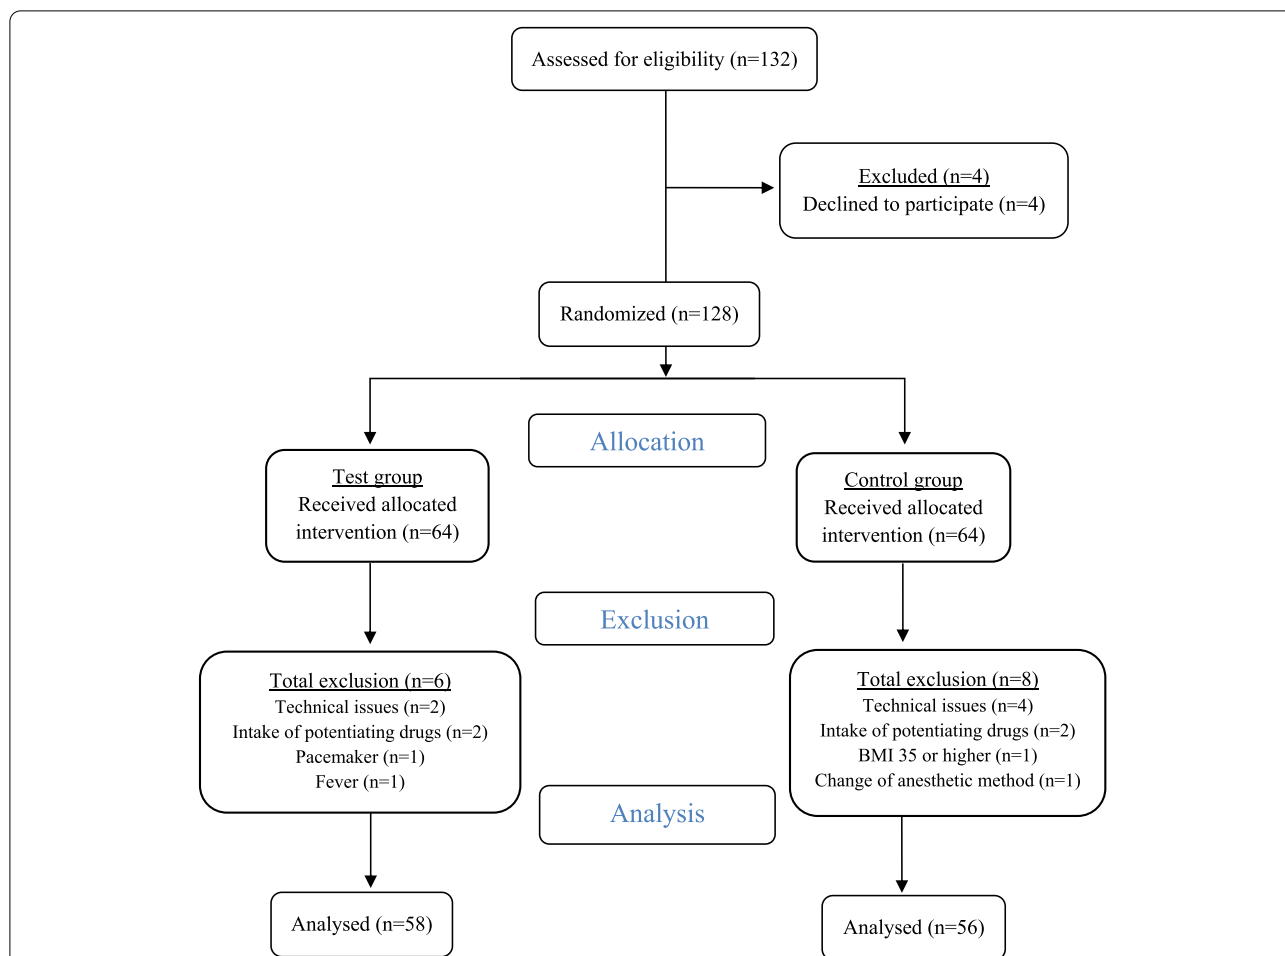 Assessed for eligibility (n=132)
Excluded (n=4)
Declined to participate (n=4)
Randomized (n=128)
Allocation
Test group
Received allocated
intervention (n=64)
Control group
Received allocated
intervention (n=64)
Exclusion
Total exclusion (n=6)
Technical issues (n=2)
Intake of potentiating drugs (n=2)
Pacemaker (n=1)
Fever (n=1)
Total exclusion (n=8)
Technical issues (n=4)
Intake of potentiating drugs (n=2)
BMI 35 or higher (n=1)
Change of anesthetic method (n=1)
Analysis
Analysed (n=58)
Analysed (n=56)